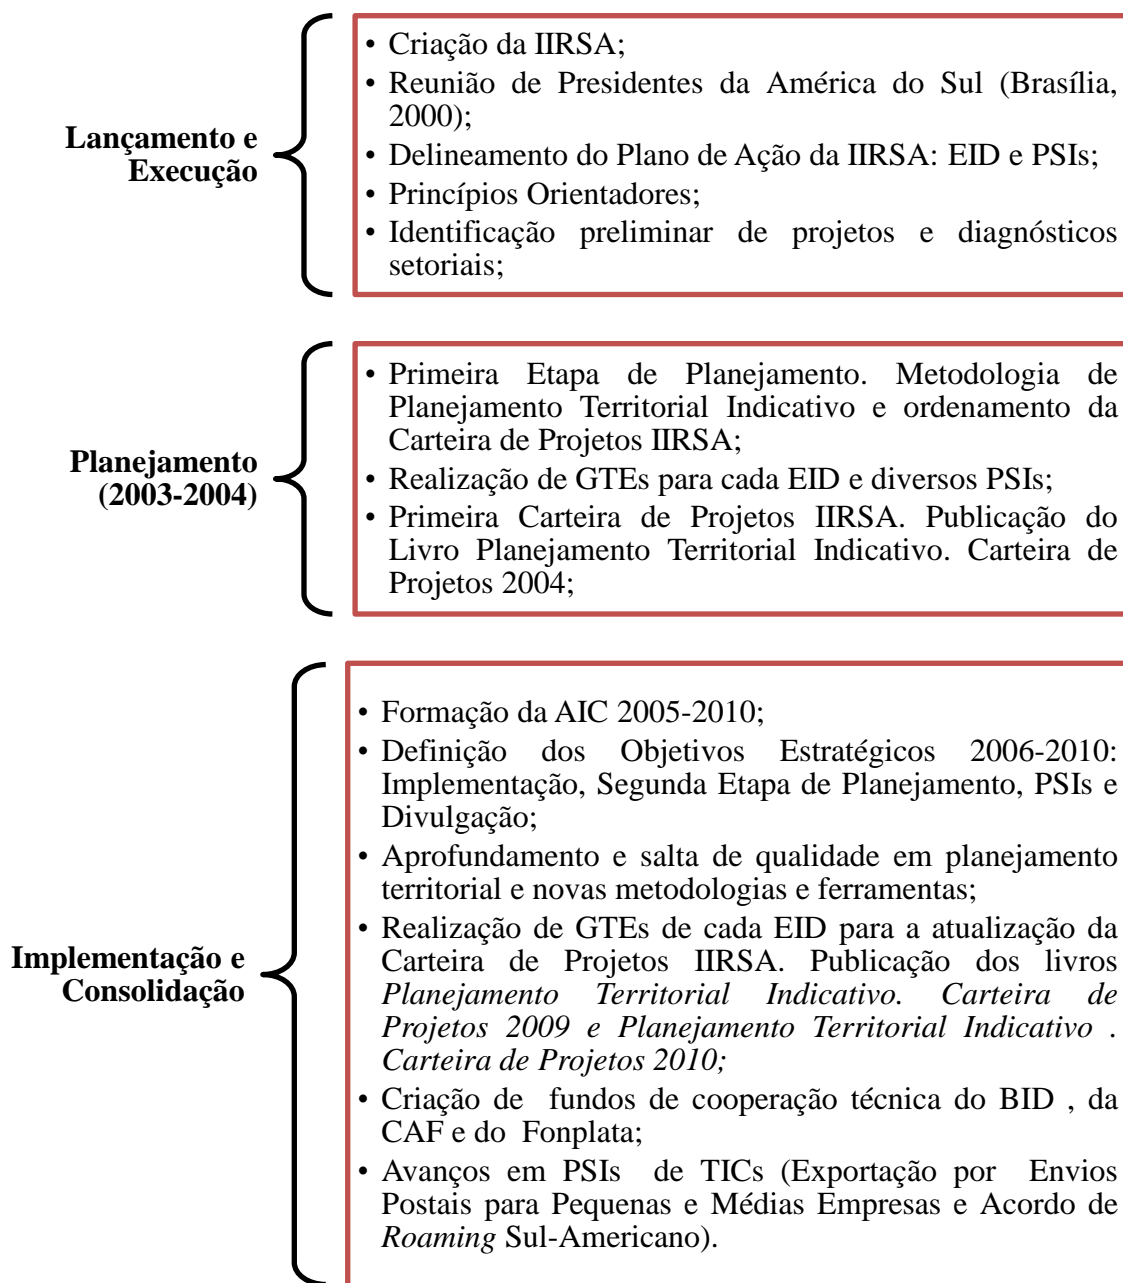 Lançamento e
Execução
• Criação da IIRSA;
• Reunião de Presidentes da América do Sul (Brasília,
2000);
• Delineamento do Plano de Ação da IIRSA: EID e PSIs;
• Princípios Orientadores;
• Identificação preliminar de projetos e diagnósticos
setoriais;
Planejamento
(2003-2004)
• Primeira Etapa de Planejamento. Metodologia de
Planejamento Territorial Indicativo e ordenamento da
Carteira de Projetos IIRSA;
• Realização de GTEs para cada EID e diversos PSIs;
• Primeira Carteira de Projetos IIRSA. Publicação do
Livro Planejamento Territorial Indicativo. Carteira de
Projetos 2004;
Implementação e
Consolidação
• Formação da AIC 2005-2010;
• Definição dos Objetivos Estratégicos 2006-2010:
Implementação, Segunda Etapa de Planejamento, PSIs e
Divulgação;
• Aprofundamento e salta de qualidade em planejamento
territorial e novas metodologias e ferramentas;
• Realização de GTEs de cada EID para a atualização da
Carteira de Projetos IIRSA. Publicação dos livros
Planejamento Territorial Indicativo. Carteira de
Projetos 2009 e Planejamento Territorial Indicativo .
Carteira de Projetos 2010;
• Criação de fundos de cooperação técnica do BID , da
CAF e do Fonplata;
• Avanços em PSIs de TICs (Exportação por Envios
Postais para Pequenas e Médias Empresas e Acordo de
Roaming Sul-Americano).